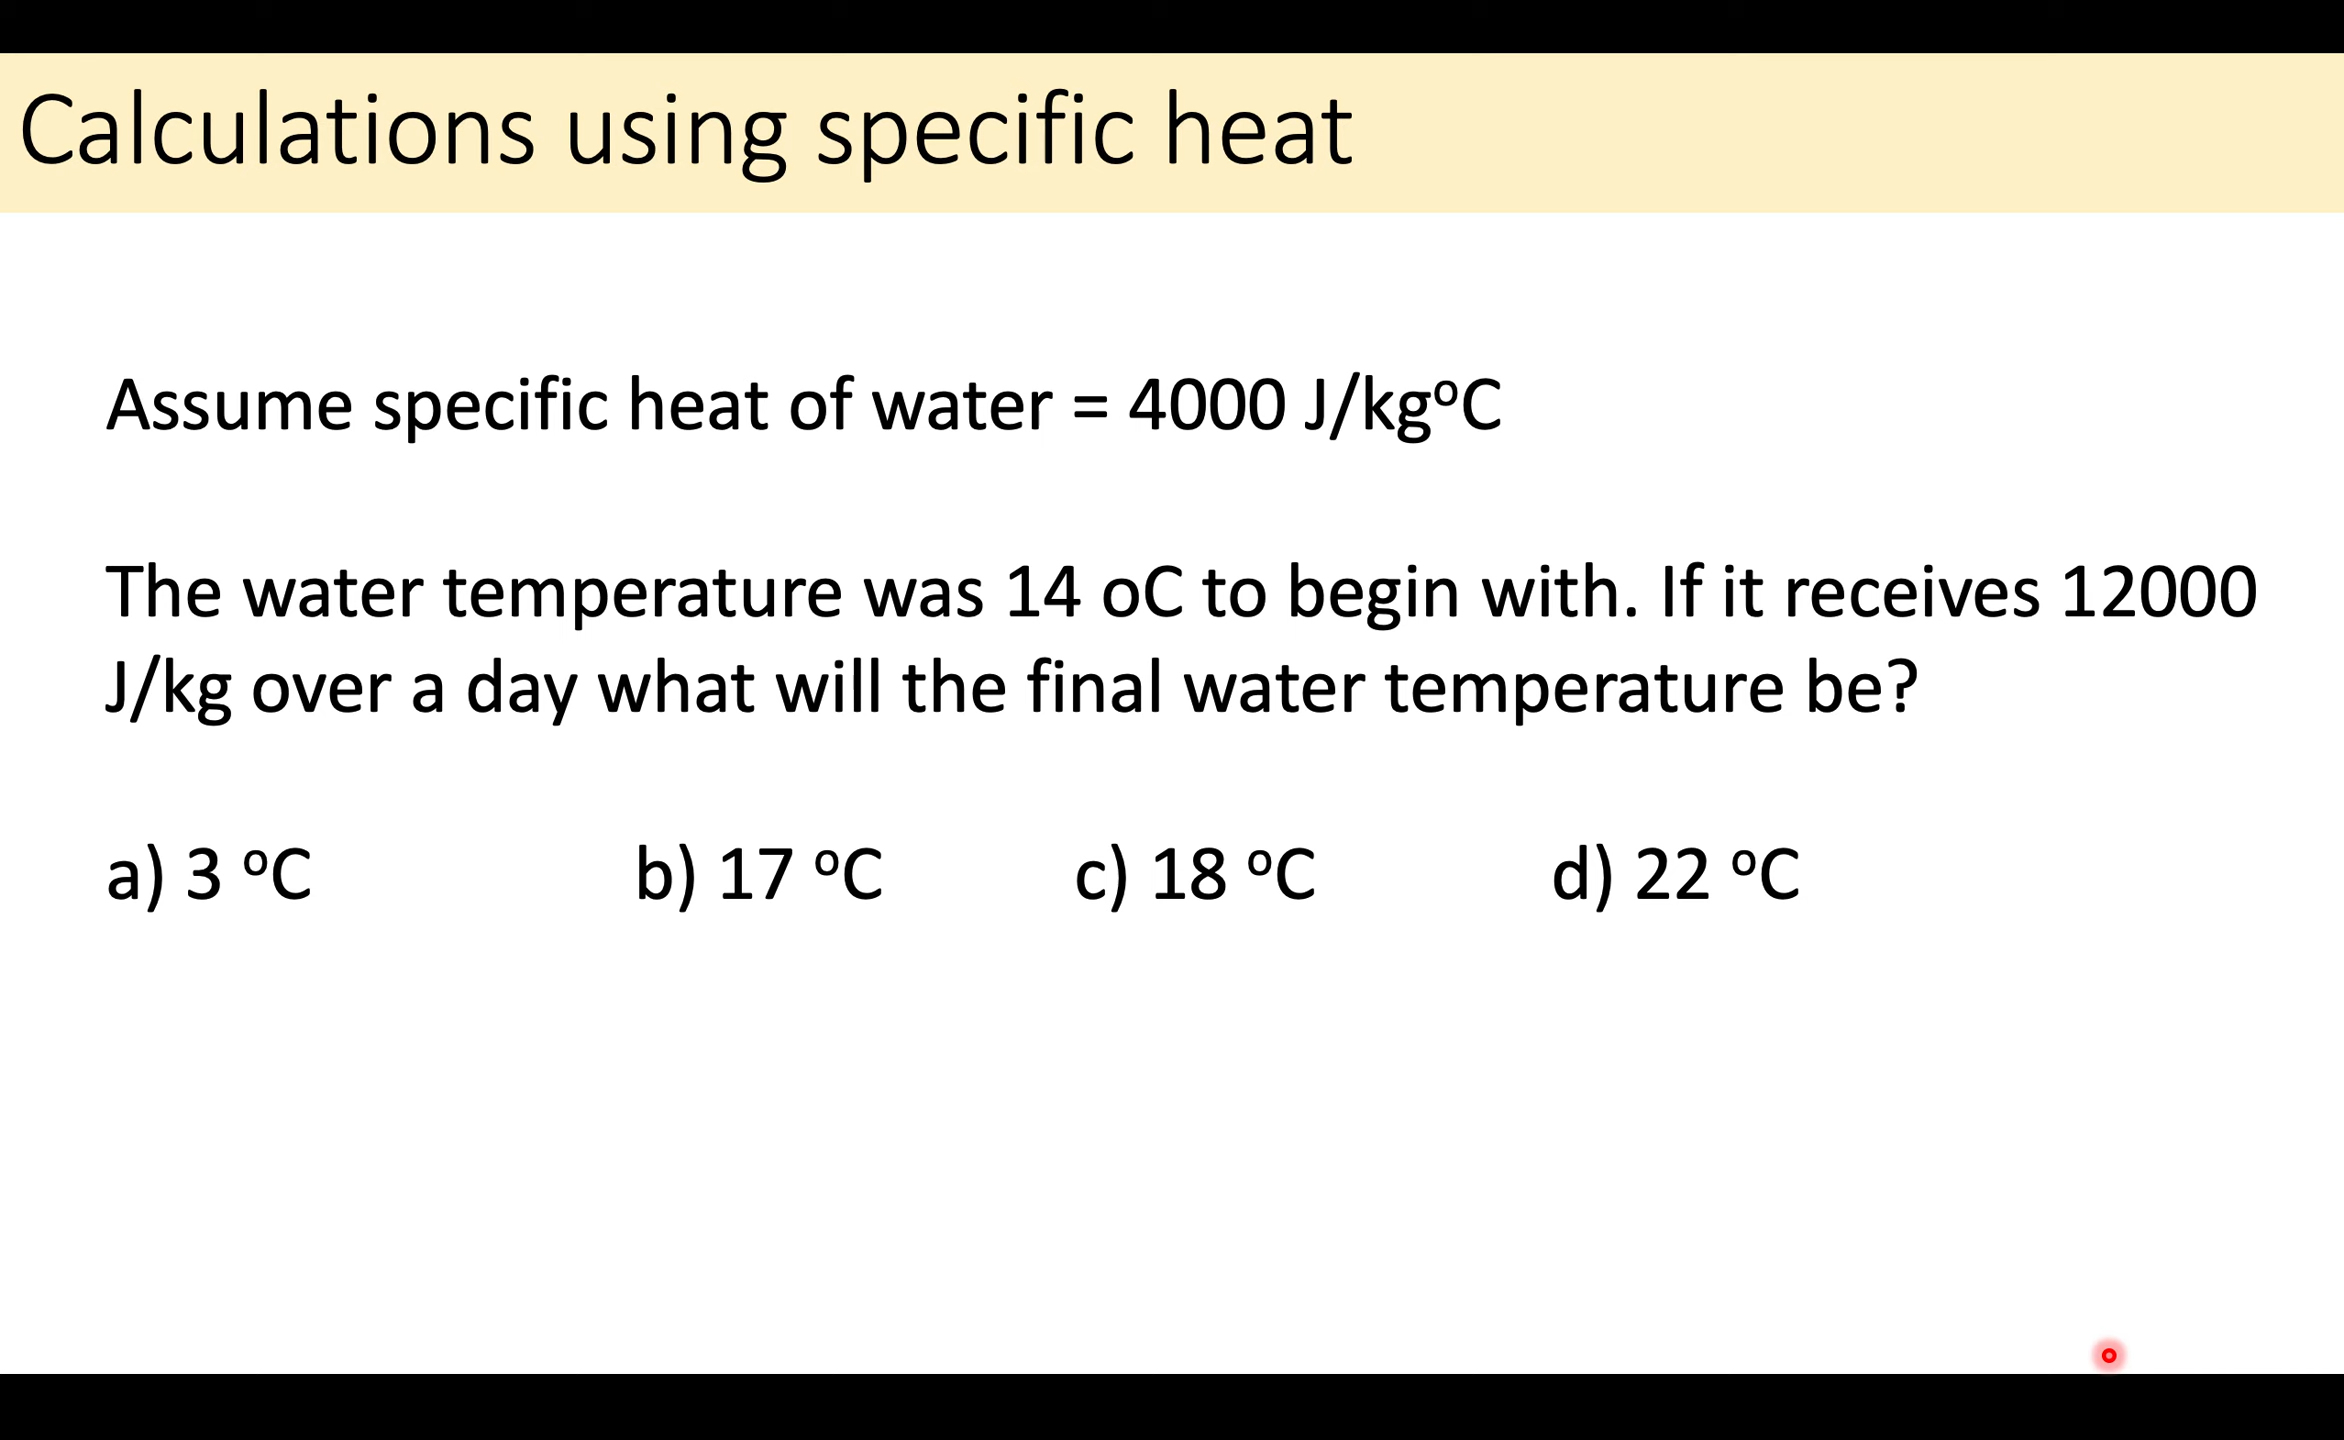 Calculations using specific heat
Assume specific heat of water = 4000 J/kgºC
The water temperature was 14 oC to begin with. If it receives 12000
J/kg over a day what will the final water temperature be?
a) 3 ºC b) 17 ºC c) 18 ºC d) 22 ºC